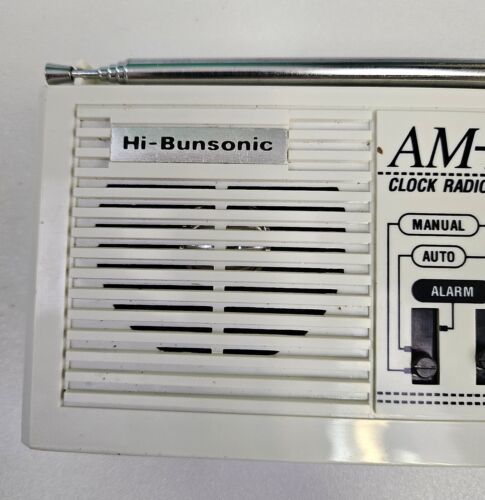 Hi-Bunsonic
AM-
CLOCK RADIO
MANUAL
AUTO
ALARM